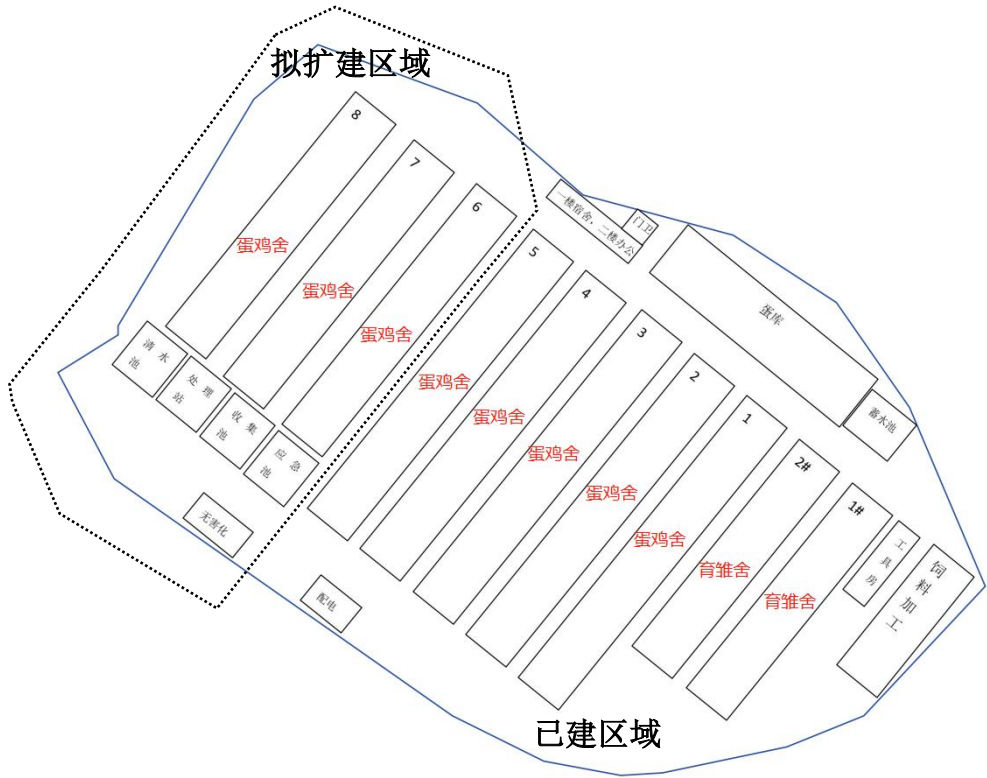 拟扩建区域
8
7
6
5
4
3
2
1
2#
1#
蛋鸡舍
蛋鸡舍
蛋鸡舍
蛋鸡舍
蛋鸡舍
蛋鸡舍
蛋鸡舍
蛋鸡舍
育雏舍
育雏舍
一楼宿舍，二楼办公
门卫
蛋库
蓄水池
工具房
饲料加工
清水
池
处理
站
收集
池
应急
池
无害化
配电
已建区域